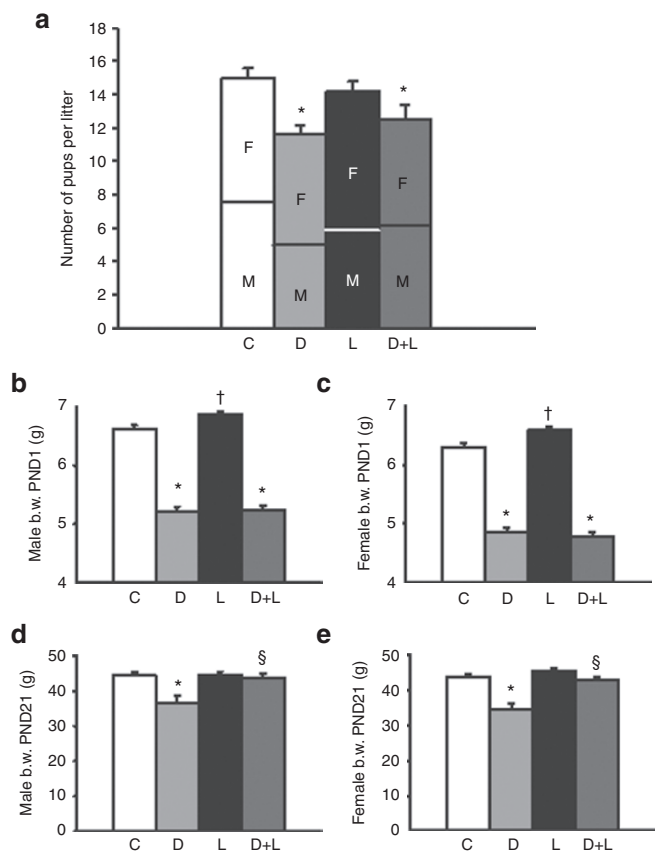 a
Number of pups per litter
18
16
14
12
10
8
6
4
2
0
*
*
F
F
F
F
M
M
M
M
C D L D+L
b
Male b.w. PND1 (g)
7
6
5
4
*
†
*
C D L D+L
c
Female b.w. PND1 (g)
7
6
5
4
*
†
*
C D L D+L
d
Male b.w. PND21 (g)
50
40
30
20
10
0
*
§
C D L D+L
e
Female b.w. PND21 (g)
50
40
30
20
10
0
*
§
C D L D+L